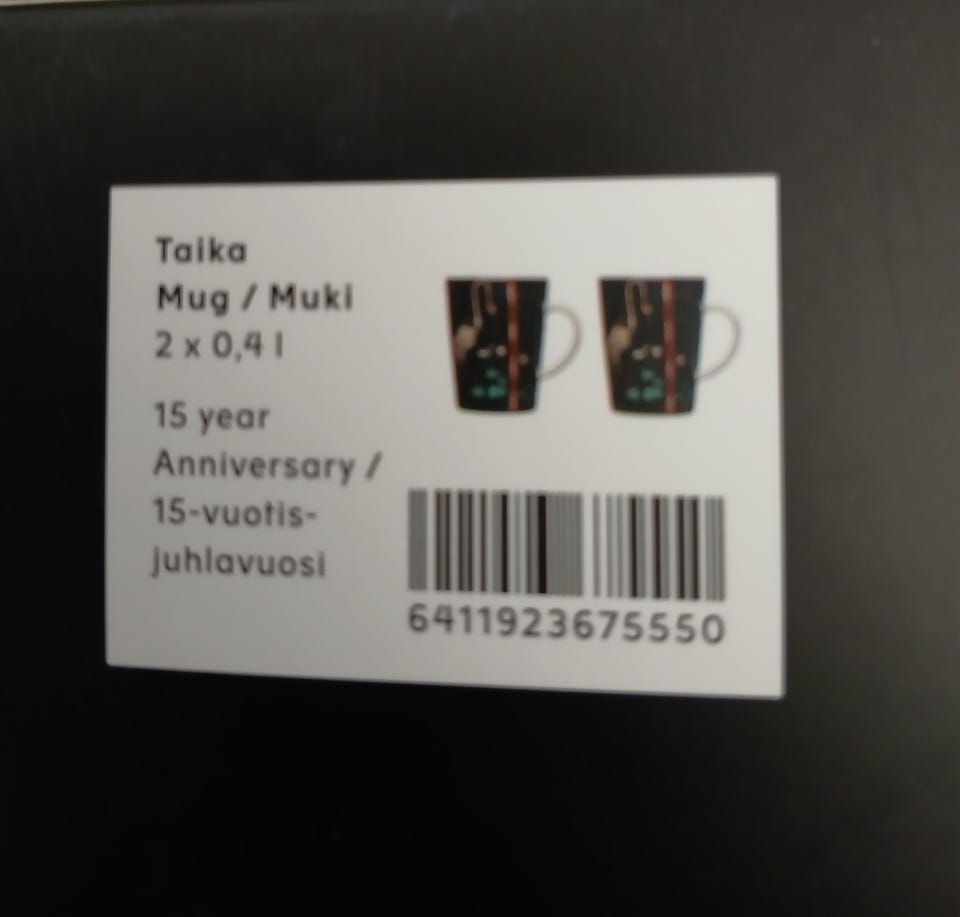 Taika
Mug / Muki
2 x 0,4 l
15 year
Anniversary /
15-vuotis-
juhlavuosi
6411923675550